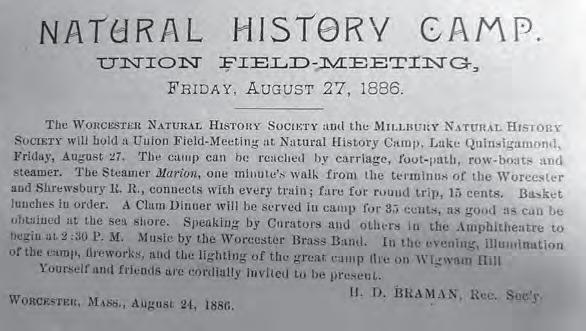 NATURAL HISTORY CAMP.
UNION FIELD-MEETING,
FRIDAY, AUGUST 27, 1886.
The WORCESTER NATURAL HISTORY SOCIETY and the MILLBURY NATURAL HISTORY
SOCIETY will hold a Union Field-Meeting at Natural History Camp, Lake Quinsigamond,
Friday, August 27. The camp can be reached by carriage, foot-path, row-boats and
steamer. The Steamer Marion, one minute's walk from the terminus of the Worcester
and Shrewsbury R. R., connects with every train; fare for round trip, 15 cents. Basket
lunches in order. A Clam Dinner will be served in camp for 35 cents, as good as can be
obtained at the sea shore. Speaking by Curators and others in the Amphitheatre to
begin at 2:30 P. M. Music by the Worcester Brass Band. In the evening, illumination
of the camp, fireworks, and the lighting of the great camp fire on Wigwam Hill
Yourself and friends are cordially invited to be present.
H. D. BRAMAN, Rec. Sec'y.
WORCESTER, MASS., August 24, 1886.